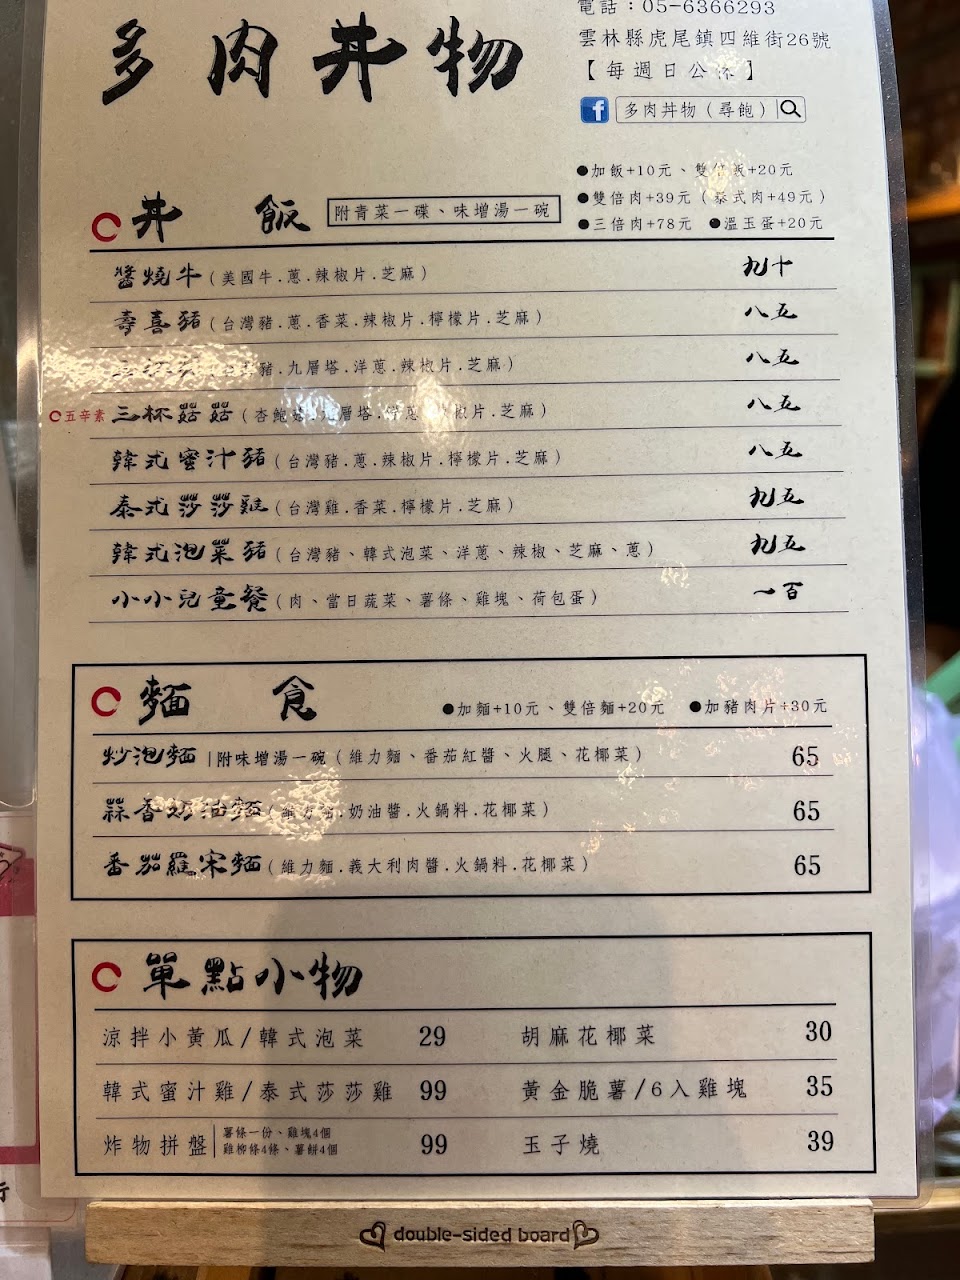 多肉丼物
電話：05-6366293
雲林縣虎尾鎮四維街26號
【每週日公休】
多肉丼物（尋飽）
丼 飯 附青菜一碟、味增湯一碗
●加飯+10元、雙倍飯+20元
●雙倍肉+39元（泰式肉+49元）
●三倍肉+78元 ●溫玉蛋+20元
醬燒牛（美國牛.蔥.辣椒片.芝麻） 九十
壽喜豬（台灣豬.蔥.香菜.辣椒片.檸檬片.芝麻） 八五
豬.九層塔.洋蔥.辣椒片.芝麻） 八五
五辛素 三杯菇菇（杏鮑菇.九層塔.洋蔥.辣椒片.芝麻） 八五
韓式蜜汁豬（台灣豬.蔥.辣椒片.檸檬片.芝麻） 八五
泰式莎莎雞（台灣雞.香菜.檸檬片.芝麻） 九五
韓式泡菜豬（台灣豬、韓式泡菜、洋蔥、辣椒、芝麻、蔥） 九五
小小兒童餐（肉、當日蔬菜、薯條、雞塊、荷包蛋） 一百
麵 食 ●加麵+10元、雙倍麵+20元 ●加豬肉片+30元
炒泡麵|附味增湯一碗（維力麵、番茄紅醬、火腿、花椰菜） 65
蒜香奶油麵（維力麵.奶油醬.火鍋料.花椰菜） 65
番茄羅宋麵（維力麵.義大利肉醬.火鍋料.花椰菜） 65
單點小物
涼拌小黃瓜/韓式泡菜 29 胡麻花椰菜 30
韓式蜜汁雞/泰式莎莎雞 99 黃金脆薯/6入雞塊 35
炸物拼盤|薯條一份、雞塊4個 雞柳條4條、薯餅4個 99 玉子燒 39
double-sided board